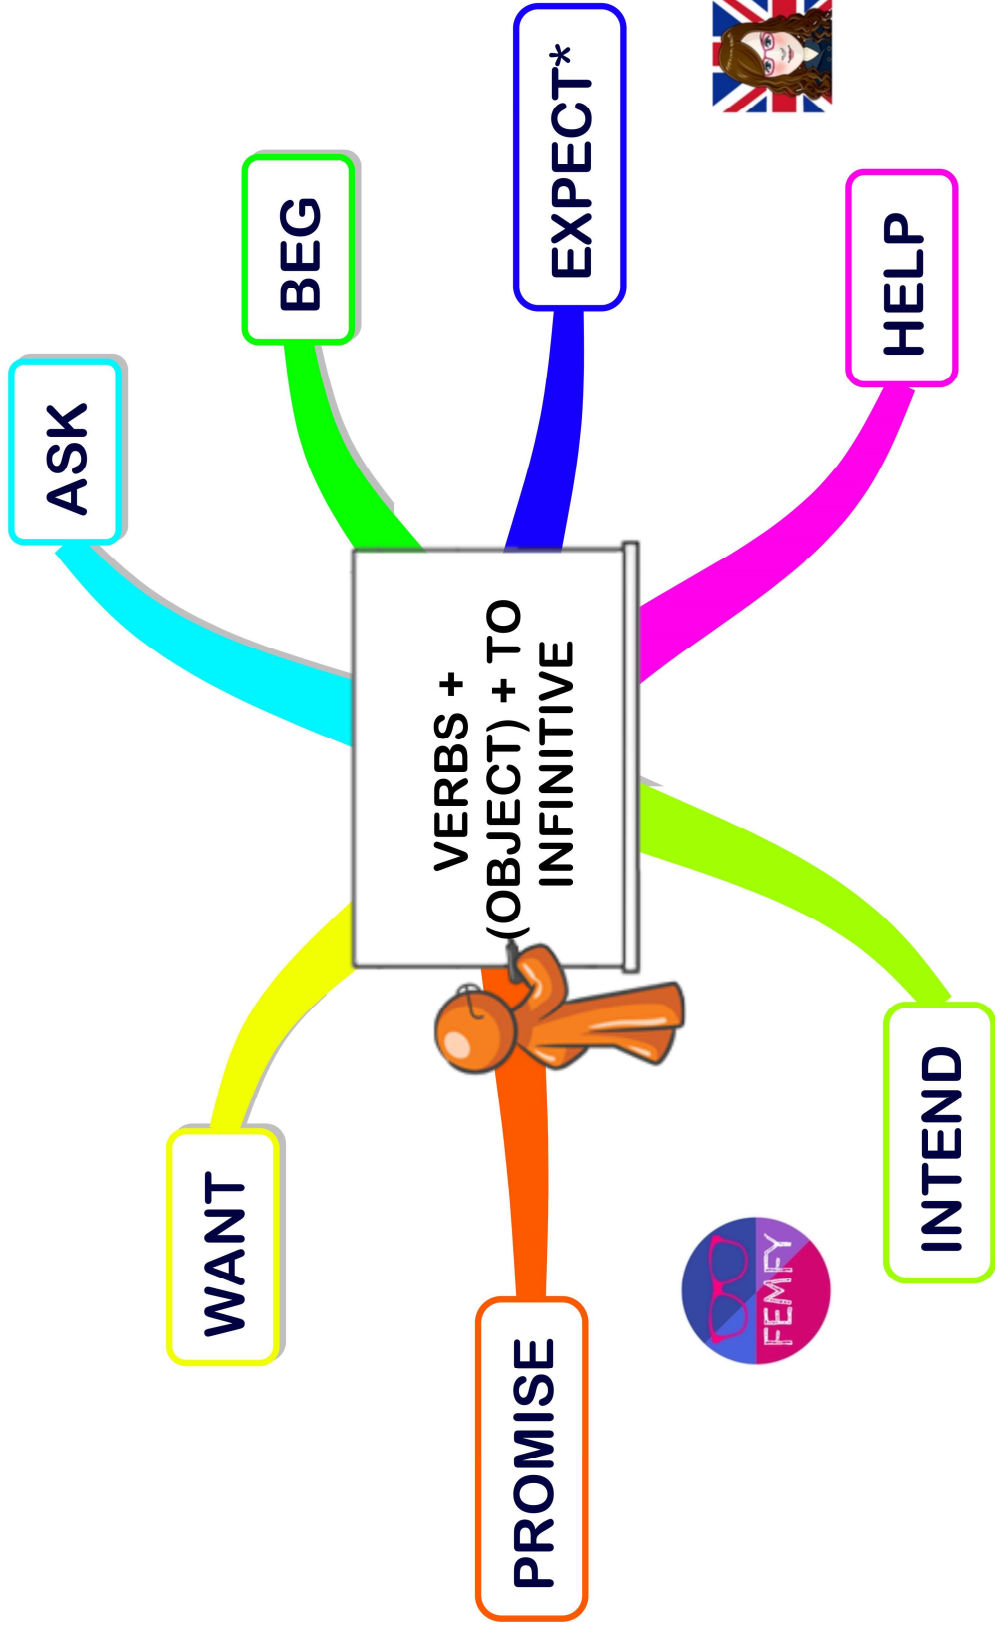 VERBS +
(OBJECT) + TO
INFINITIVE
ASK
BEG
EXPECT*
HELP
INTEND
PROMISE
WANT
FEMFY